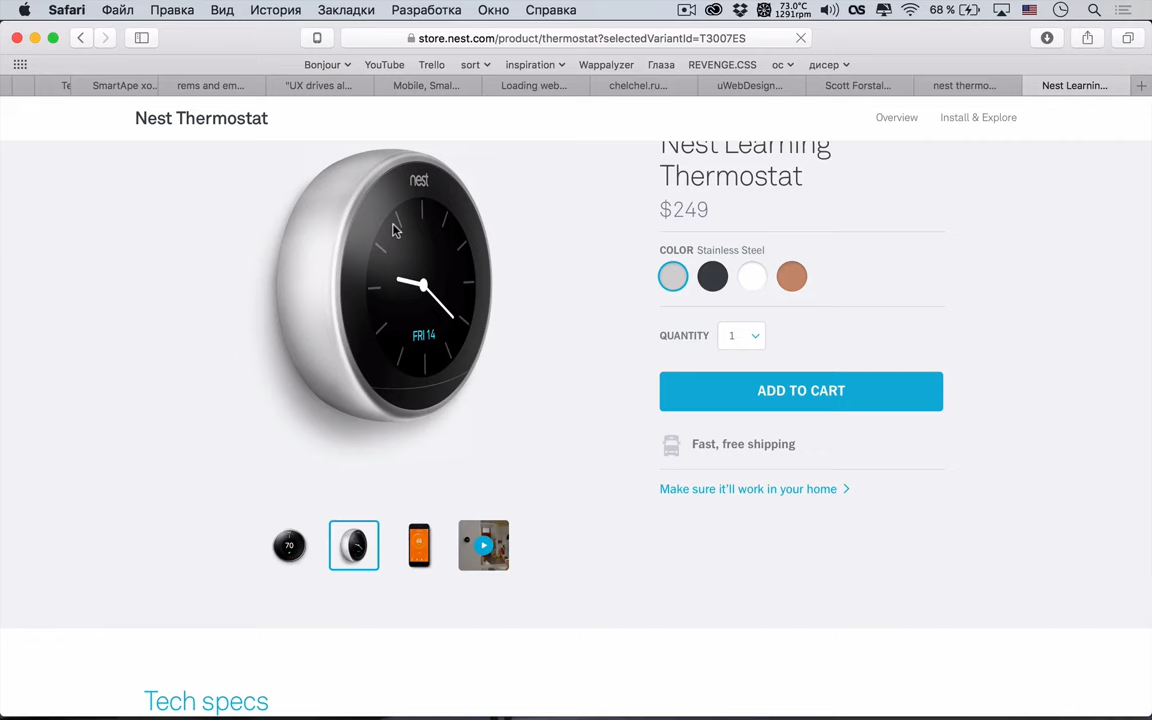 Safari Файл Правка Вид История Закладки Разработка Окно Справка 73.0°C 1291rpm 68 %
store.nest.com/product/thermostat?selectedVariantId=T3007ES
Bonjour YouTube Trello sort inspiration Wappalyzer Глаза REVENGE.CSS ос дисер
Te SmartApe xo... rems and em... "UX drives al... Mobile, Smal... Loading web... chelchel.ru... uWebDesign... Scott Forstal... nest thermo... Nest Learnin...
Nest Thermostat Overview Install & Explore
Nest Learning
Thermostat
$249
COLOR Stainless Steel
QUANTITY 1
ADD TO CART
Fast, free shipping
Make sure it'll work in your home
nest
FRI 14
70
Tech specs